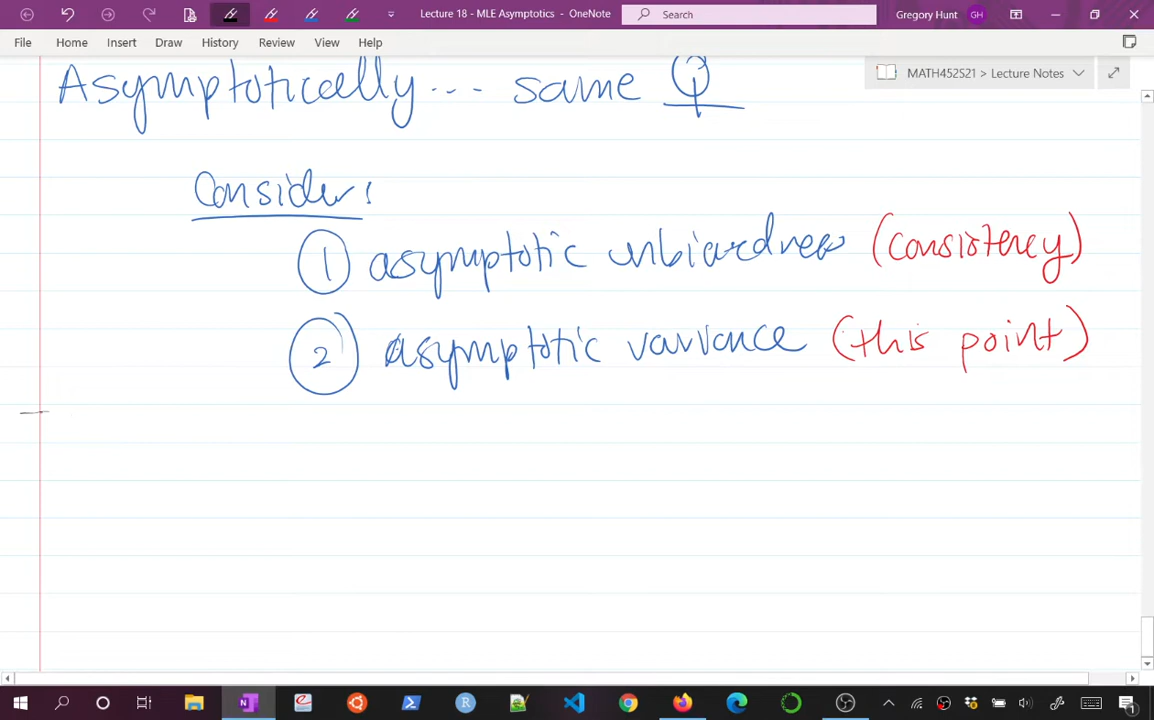 Lecture 18 - MLE Asymptotics - OneNote
Search
Gregory Hunt GH
File Home Insert Draw History Review View Help
MATH452S21 > Lecture Notes
Asymptotically... same Q
Consider:
1 asymptotic unbiasedness (consistency)
2 asymptotic variance (this point)